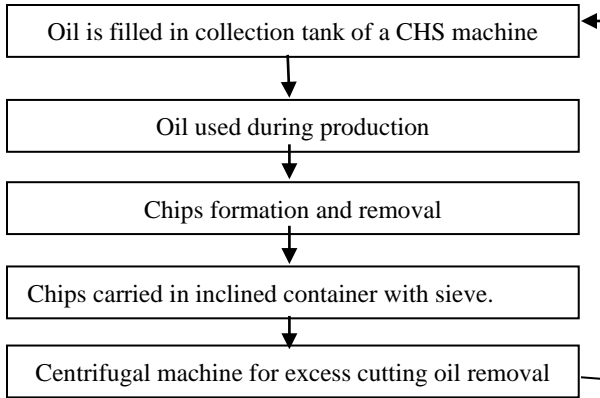 Oil is filled in collection tank of a CHS machine
Oil used during production
Chips formation and removal
Chips carried in inclined container with sieve.
Centrifugal machine for excess cutting oil removal